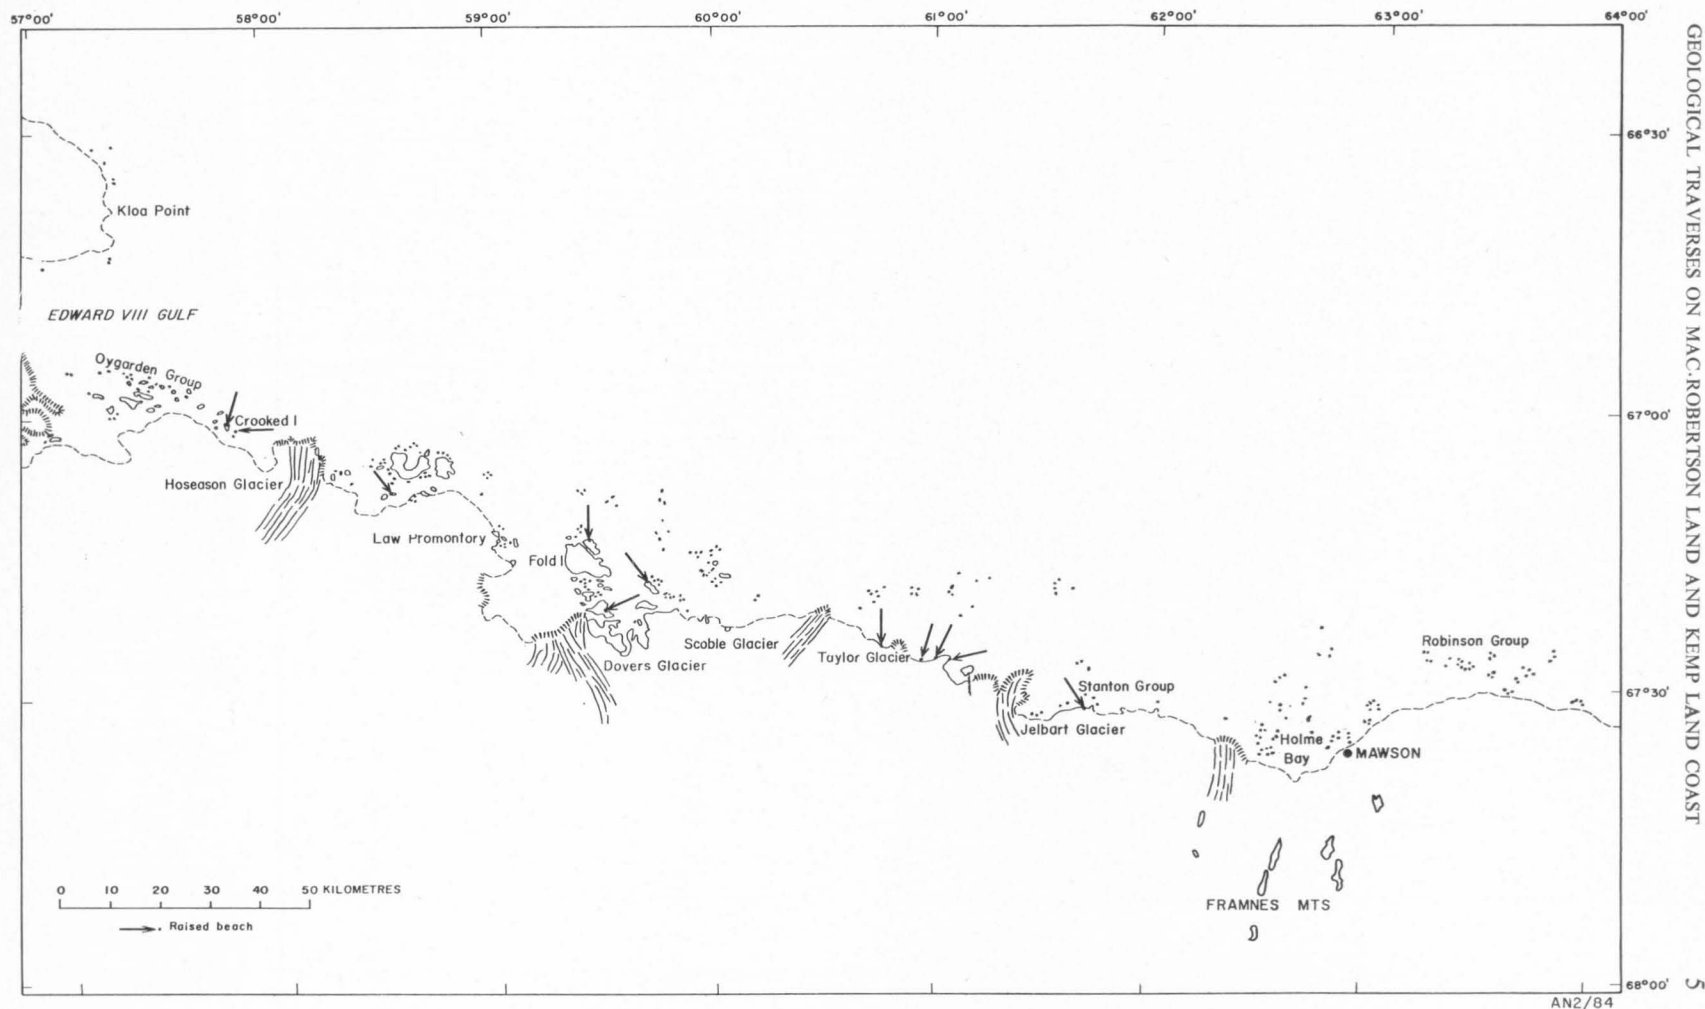 57°00'
58°00'
59°00'
60°00'
61°00'
62°00'
63°00'
64°00'
GEOLOGICAL TRAVERSES ON MAC-ROBERTSON LAND AND KEMP LAND COAST
5
66°30'
Kloa Point
EDWARD VIII GULF
Oygarden Group
67°00'
Crooked I
Hoseason Glacier
Law Promontory
Fold I
Scoble Glacier
Taylor Glacier
Robinson Group
Dovers Glacier
Stanton Group
67°30'
Jelbart Glacier
Holme
Bay
MAWSON
0 10 20 30 40 50 KILOMETRES
FRAMNES MTS
Raised beach
68°00'
AN2/84